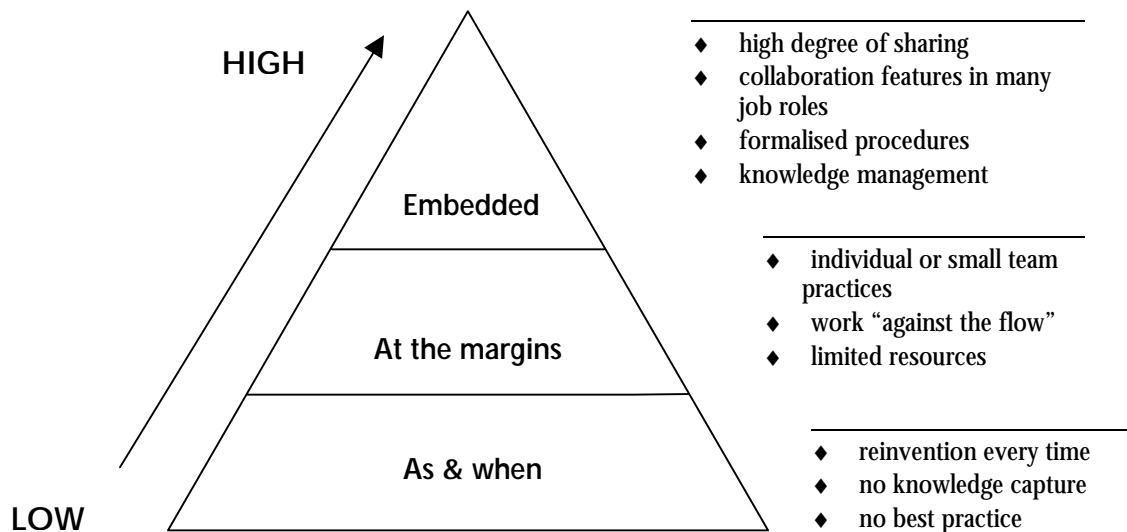 HIGH
♦ high degree of sharing
♦ collaboration features in many
job roles
♦ formalised procedures
♦ knowledge management
Embedded
♦ individual or small team
practices
♦ work “against the flow”
♦ limited resources
At the margins
♦ reinvention every time
♦ no knowledge capture
♦ no best practice
As & when
LOW